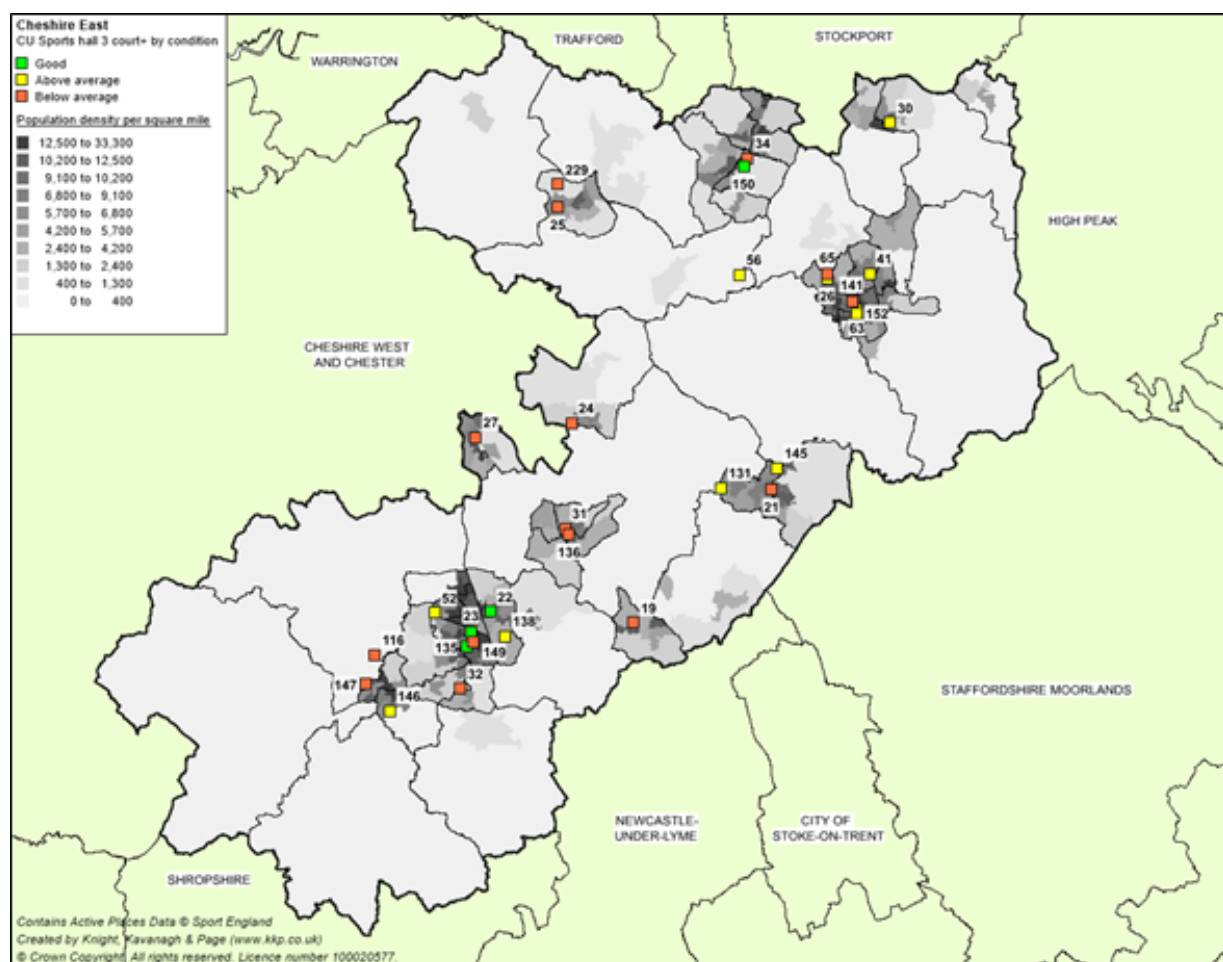 Cheshire East
CU Sports hall 3 court+ by condition
Good
Above average
Below average
Population density per square mile
12,500 to 33,300
10,200 to 12,500
9,100 to 10,200
6,800 to 9,100
5,700 to 6,800
4,200 to 5,700
2,400 to 4,200
1,300 to 2,400
400 to 1,300
0 to 400
TRAFFORD
STOCKPORT
WARRINGTON
30
34
229
150
25
HIGH PEAK
56
65
41
141
26
152
63
CHESHIRE WEST
AND CHESTER
24
27
145
131
21
31
136
52
22
23
138
19
116
135
149
147
32
146
STAFFORDSHIRE MOORLANDS
NEWCASTLE-
UNDER-LYME
CITY OF
STOKE-ON-TRENT
SHROPSHIRE
Contains Active Places Data © Sport England
Created by Knight, Kavanagh & Page (www.kkp.co.uk)
© Crown Copyright. All rights reserved. Licence number 100020577.